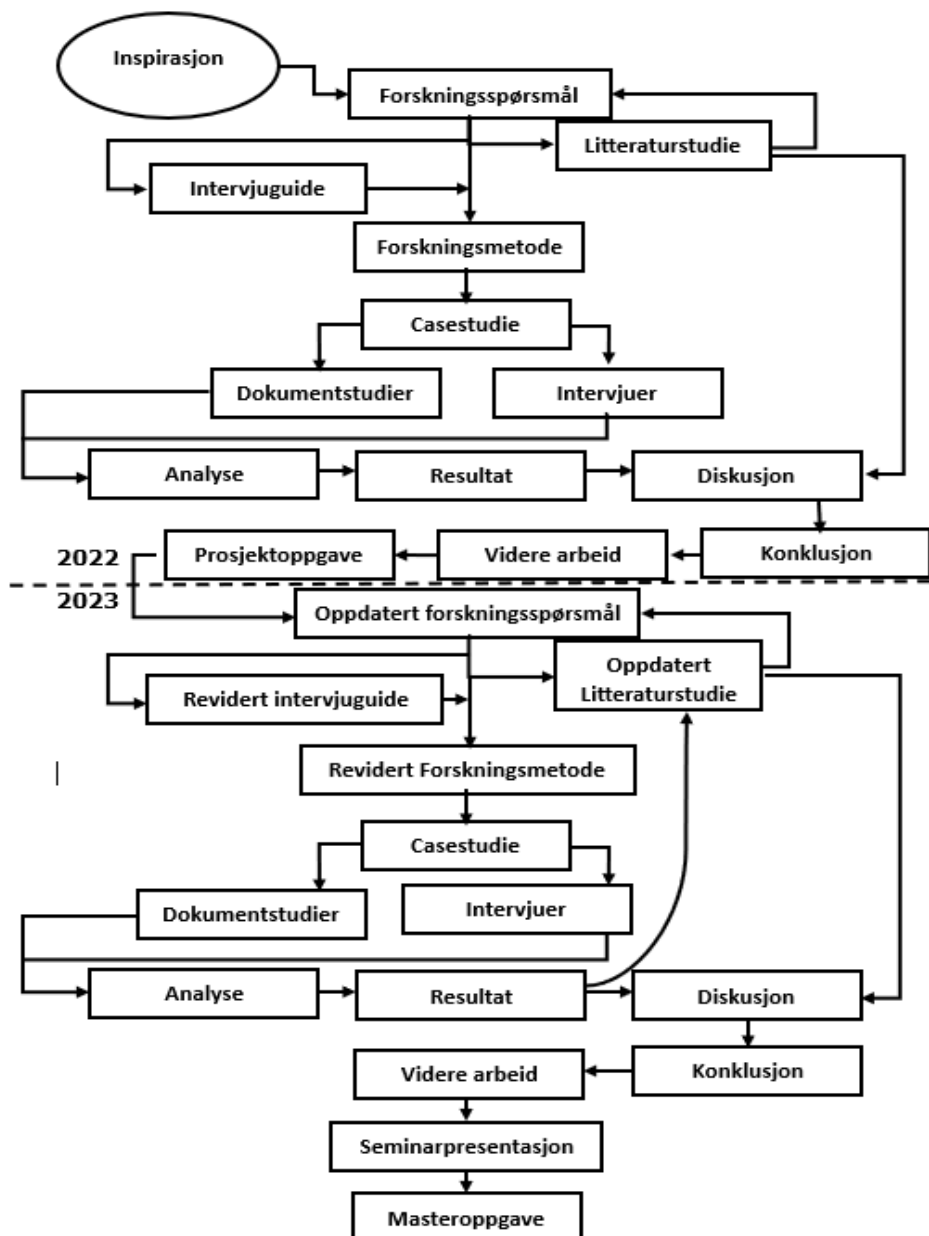 Inspirasjon
Forskningsspørsmål
Litteraturstudie
Intervjuguide
Forskningsmetode
Casestudie
Dokumentstudier
Intervjuer
Analyse
Resultat
Diskusjon
2022
Prosjektoppgave
Videre arbeid
Konklusjon
2023
Oppdatert forskningsspørsmål
Oppdatert
Litteraturstudie
Revidert intervjuguide
Revidert Forskningsmetode
Casestudie
Dokumentstudier
Intervjuer
Analyse
Resultat
Diskusjon
Videre arbeid
Konklusjon
Seminarpresentasjon
Masteroppgave